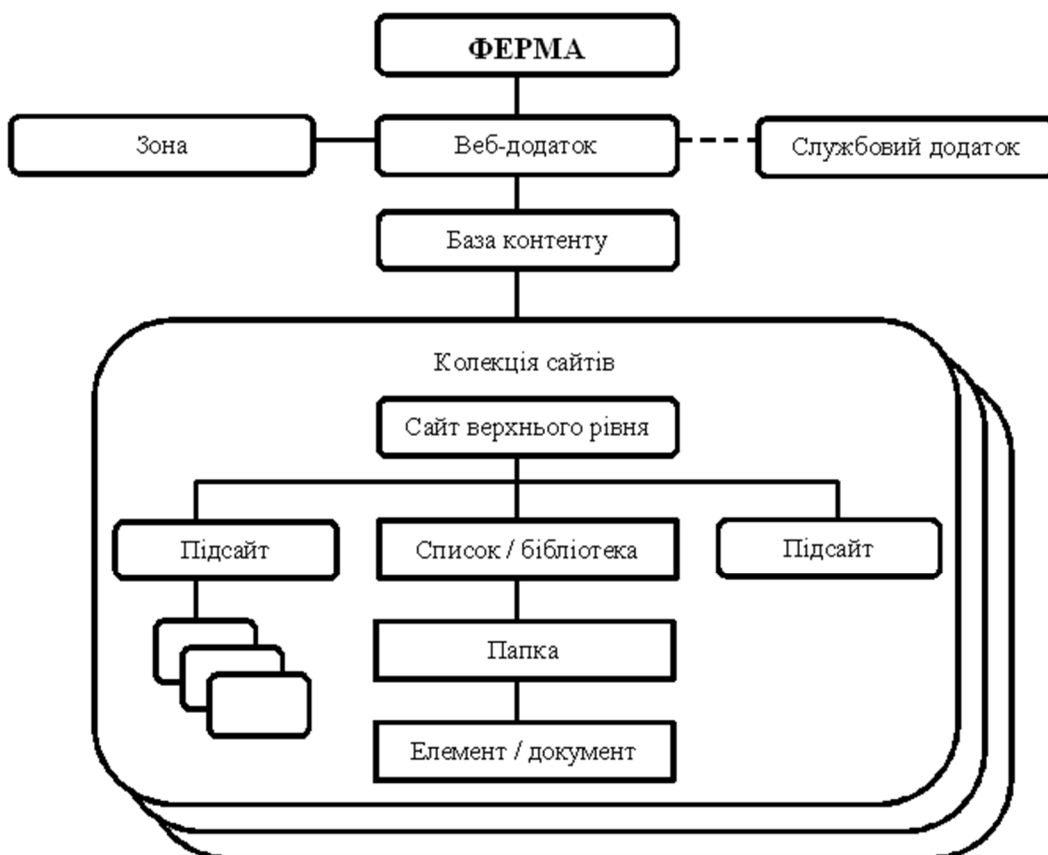 ФЕРМА
Зона
Веб-додаток
Службовий додаток
База контенту
Колекція сайтів
Сайт верхнього рівня
Підсайт
Список / бібліотека
Підсайт
Папка
Елемент / документ